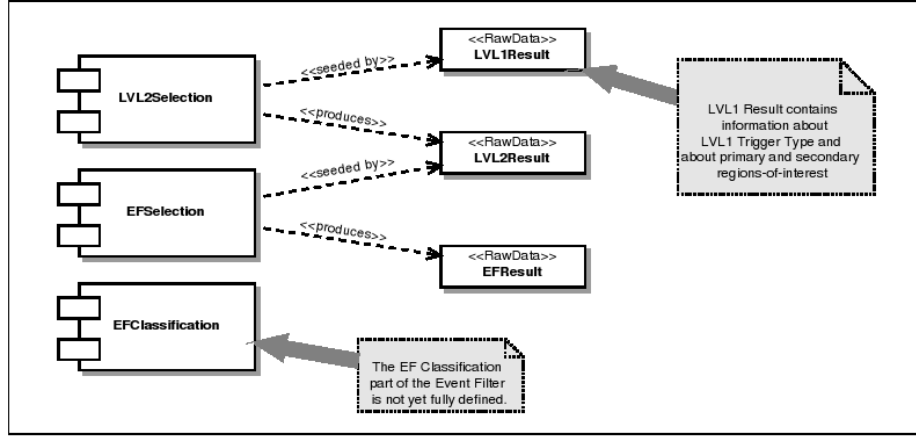 <<RawData>>
LVL1Result
<<seeded by>>
LVL2Selection
LVL1 Result contains
information about
LVL1 Trigger Type and
about primary and secondary
regions-of-interest
<<produces>>
<<RawData>>
LVL2Result
<<seeded by>>
EFSelection
<<produces>>
<<RawData>>
EFResult
EFClassification
The EF Classification
part of the Event Filter
is not yet fully defined.